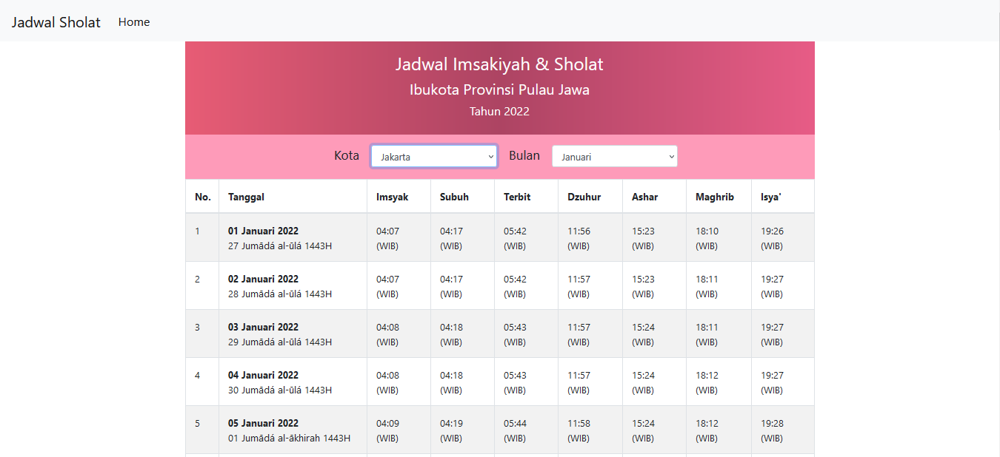 Jadwal Sholat Home
Jadwal Imsakiyah & Sholat
Ibukota Provinsi Pulau Jawa
Tahun 2022
Kota Jakarta Bulan Januari
No. Tanggal Imsyak Subuh Terbit Dzuhur Ashar Maghrib Isya'
1 01 Januari 2022 04:07 04:17 05:42 11:56 15:23 18:10 19:26
27 Jumādá al-ūlá 1443H (WIB) (WIB) (WIB) (WIB) (WIB) (WIB) (WIB)
2 02 Januari 2022 04:07 04:17 05:42 11:57 15:23 18:11 19:27
28 Jumādá al-ūlá 1443H (WIB) (WIB) (WIB) (WIB) (WIB) (WIB) (WIB)
3 03 Januari 2022 04:08 04:18 05:43 11:57 15:24 18:11 19:27
29 Jumādá al-ūlá 1443H (WIB) (WIB) (WIB) (WIB) (WIB) (WIB) (WIB)
4 04 Januari 2022 04:08 04:18 05:43 11:57 15:24 18:12 19:27
30 Jumādá al-ūlá 1443H (WIB) (WIB) (WIB) (WIB) (WIB) (WIB) (WIB)
5 05 Januari 2022 04:09 04:19 05:44 11:58 15:24 18:12 19:28
01 Jumādá al-ākhirah 1443H (WIB) (WIB) (WIB) (WIB) (WIB) (WIB) (WIB)